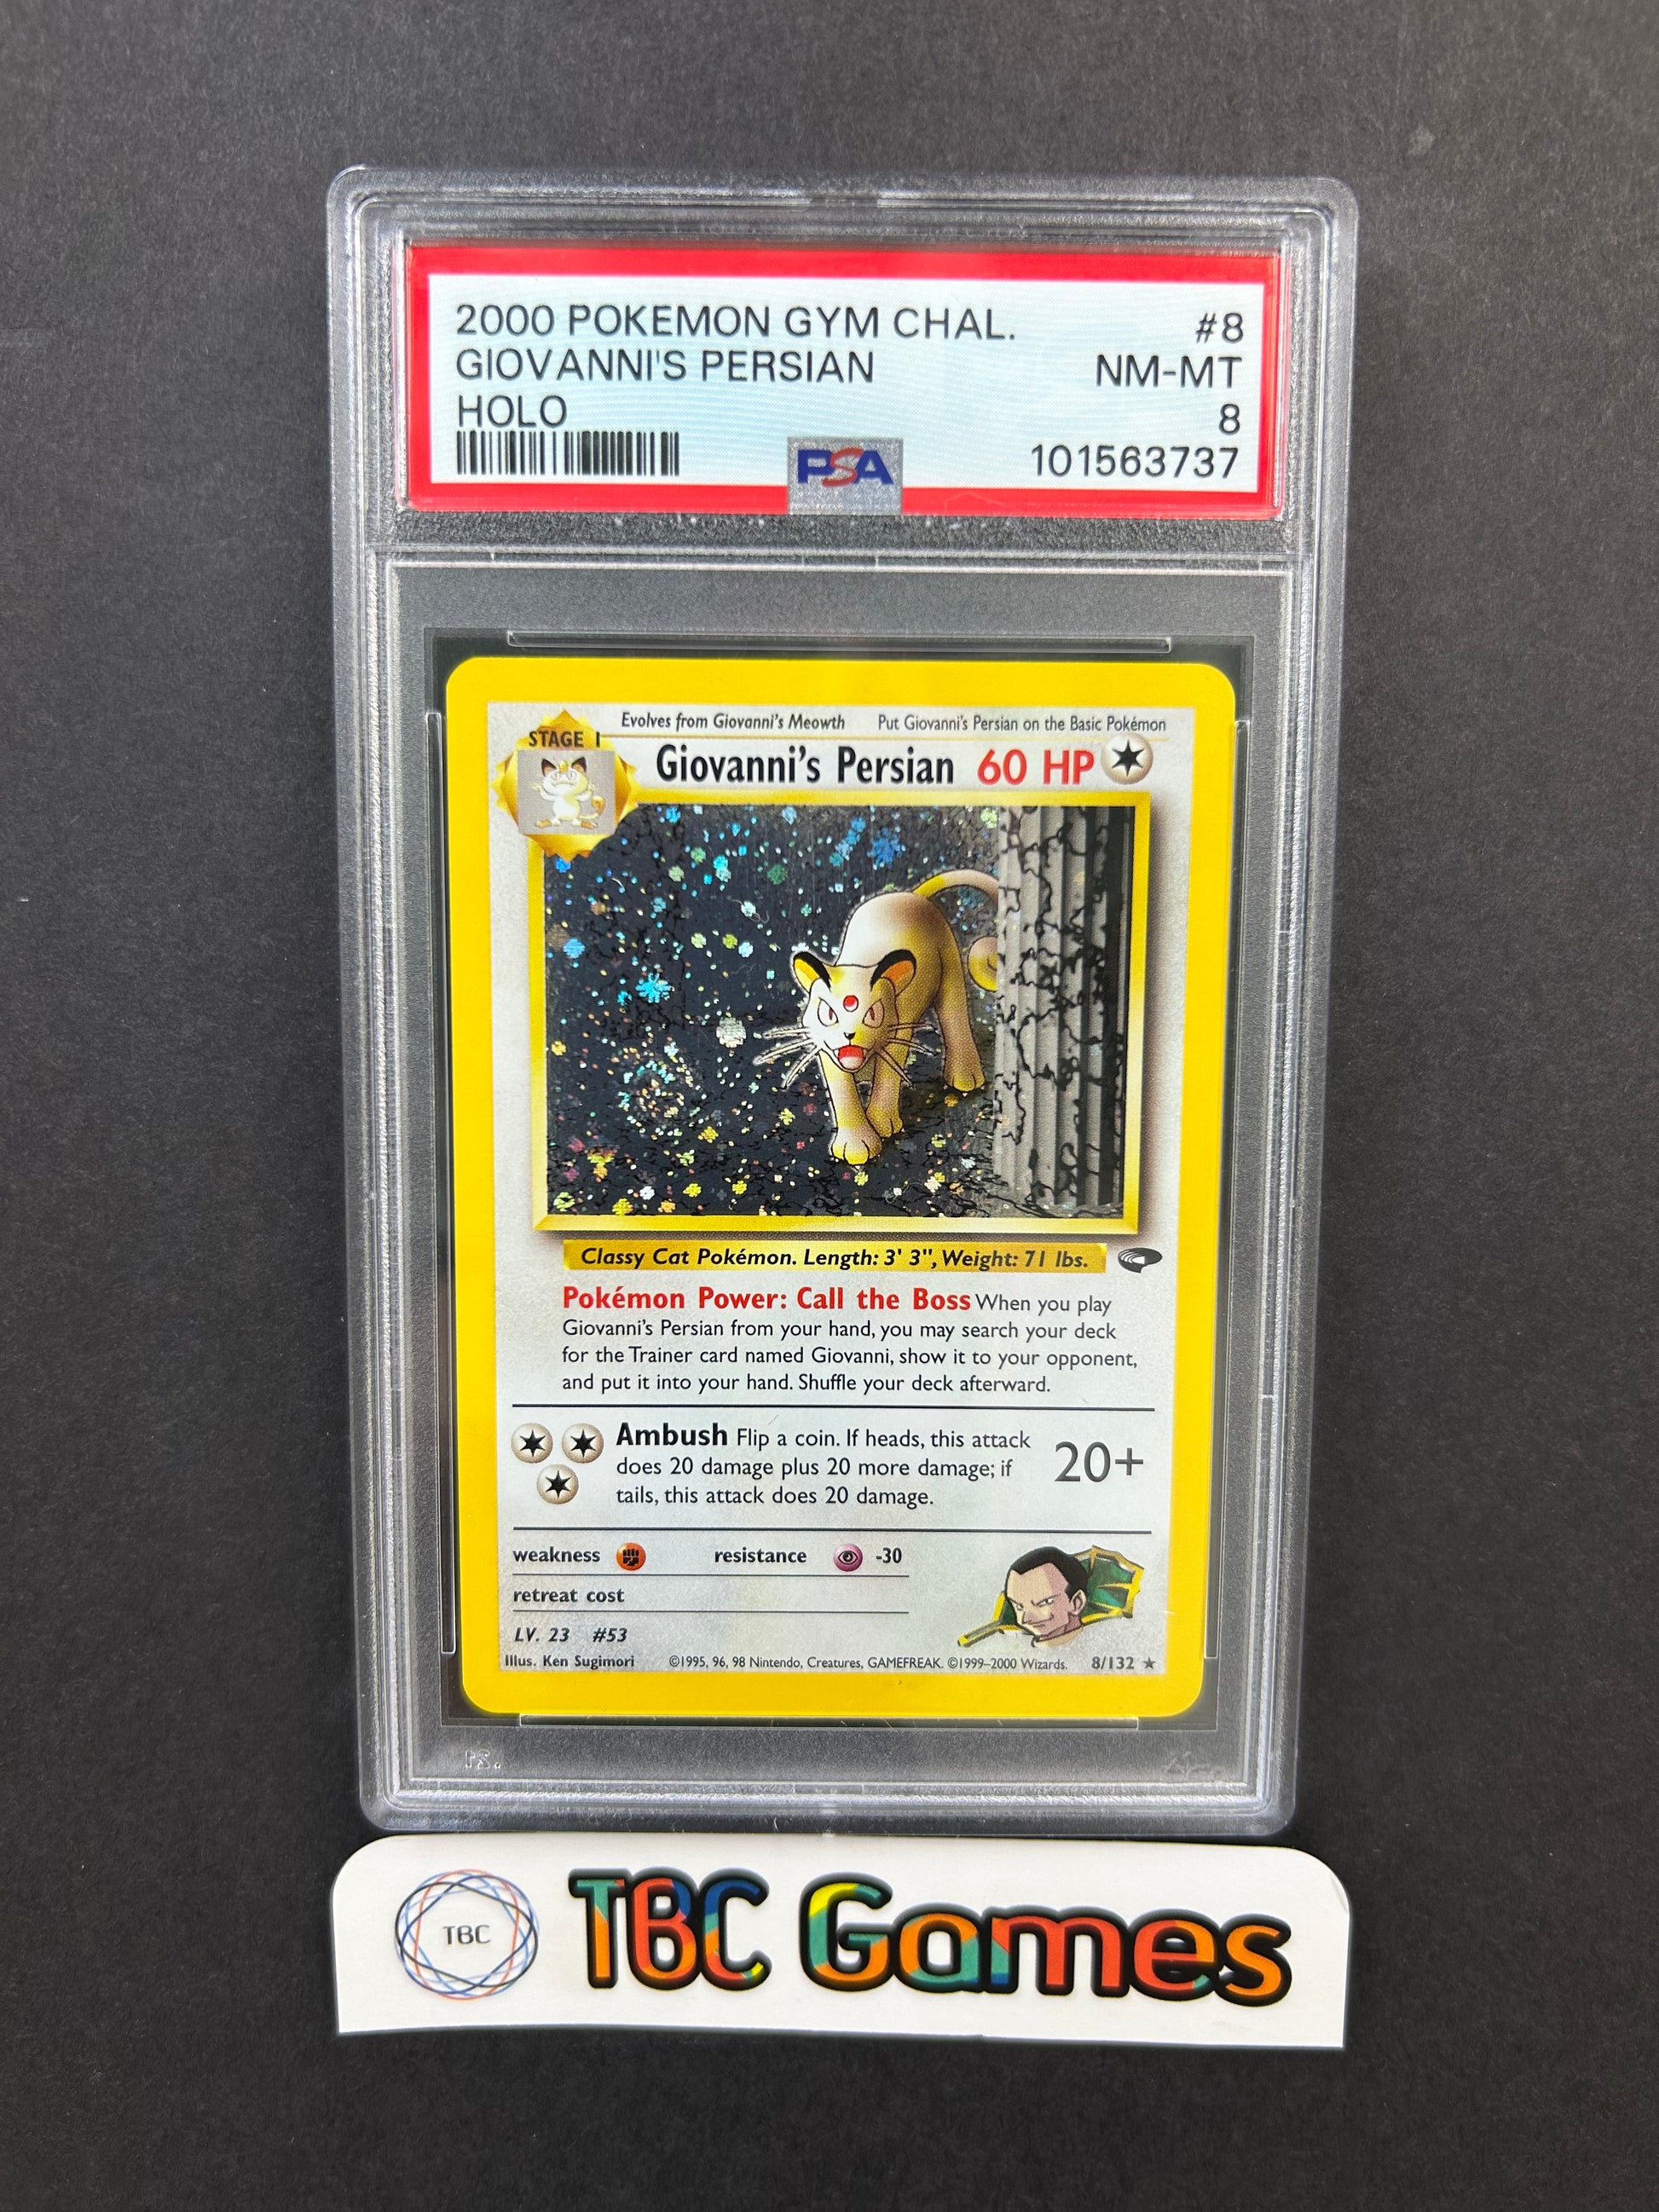 2000 POKEMON GYM CHAL. #8
GIOVANNI'S PERSIAN NM-MT
HOLO 8
PSA 101563737
Evolves from Giovanni's Meowth Put Giovanni's Persian on the Basic Pokémon
STAGE 1
Giovanni's Persian 60 HP
Classy Cat Pokémon. Length: 3' 3", Weight: 71 lbs.
Pokémon Power: Call the Boss When you play
Giovanni's Persian from your hand, you may search your deck
for the Trainer card named Giovanni, show it to your opponent,
and put it into your hand. Shuffle your deck afterward.
Ambush Flip a coin. If heads, this attack
does 20 damage plus 20 more damage; if
tails, this attack does 20 damage.
20+
weakness resistance -30
retreat cost
LV. 23 #53
Illus. Ken Sugimori ©1995, 96, 98 Nintendo, Creatures, GAMEFREAK. ©1999–2000 Wizards. 8/132 ★
TBC TBC Games